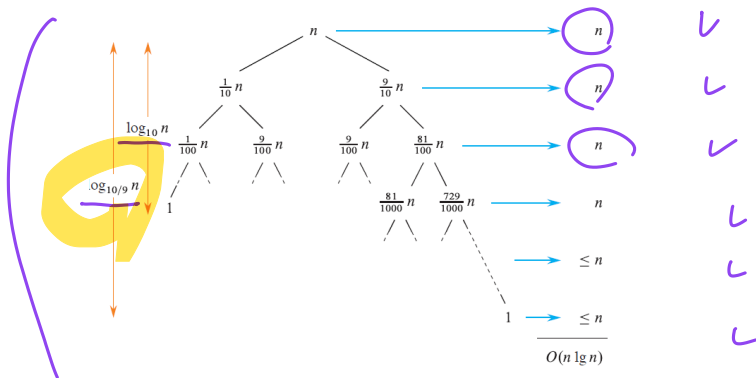 n n
1/10 n 9/10 n n
log₁₀ n 1/100 n 9/100 n 9/100 n 81/100 n n
log₁₀/₉ n 1 81/1000 n 729/1000 n n
≤ n
1 ≤ n
O(n lg n)